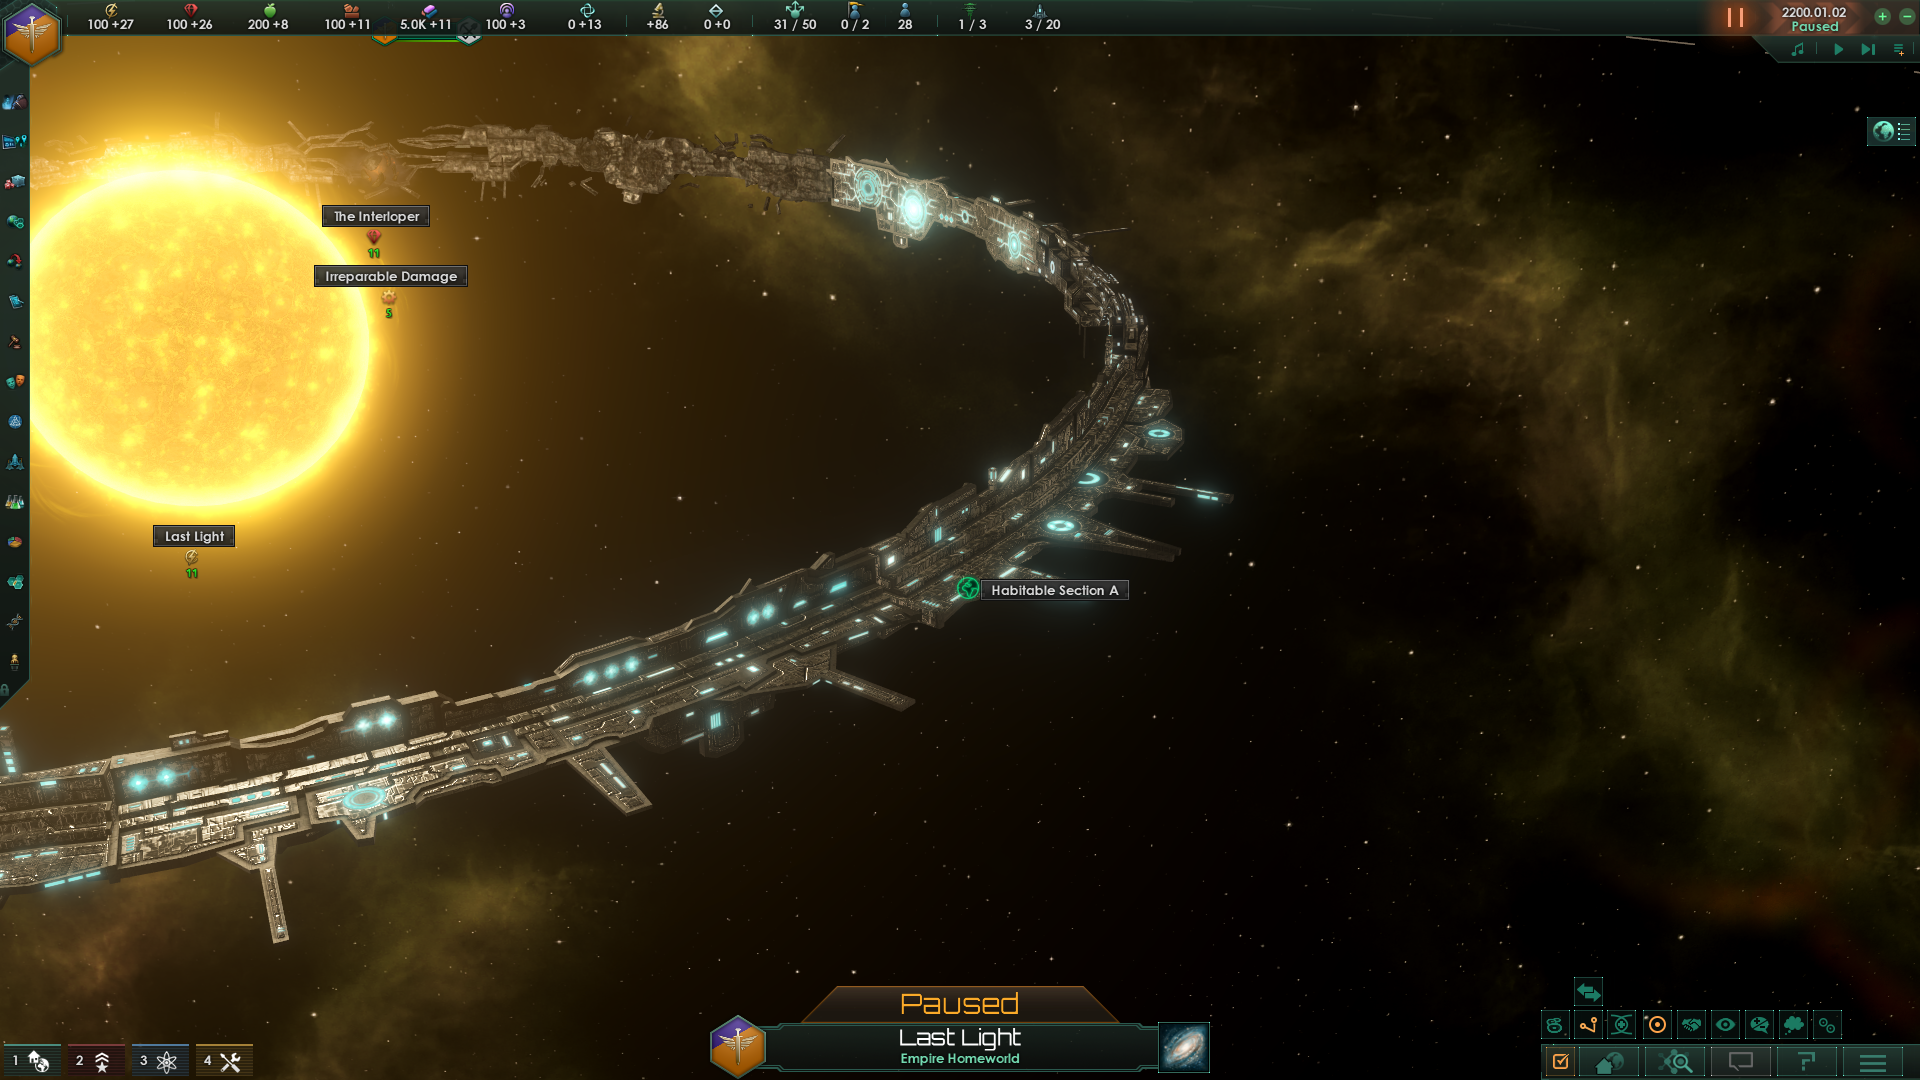 100 +27 100 +26 200 +8 100 +11 5.0K +11 100 +3 0 +13 +86 0 +0 31 / 50 0 / 2 28 1 / 3 3 / 20
2200.01.02
Paused
The Interloper
11
Irreparable Damage
5
Last Light
11
Habitable Section A
Paused
Last Light
Empire Homeworld
1 2 3 4